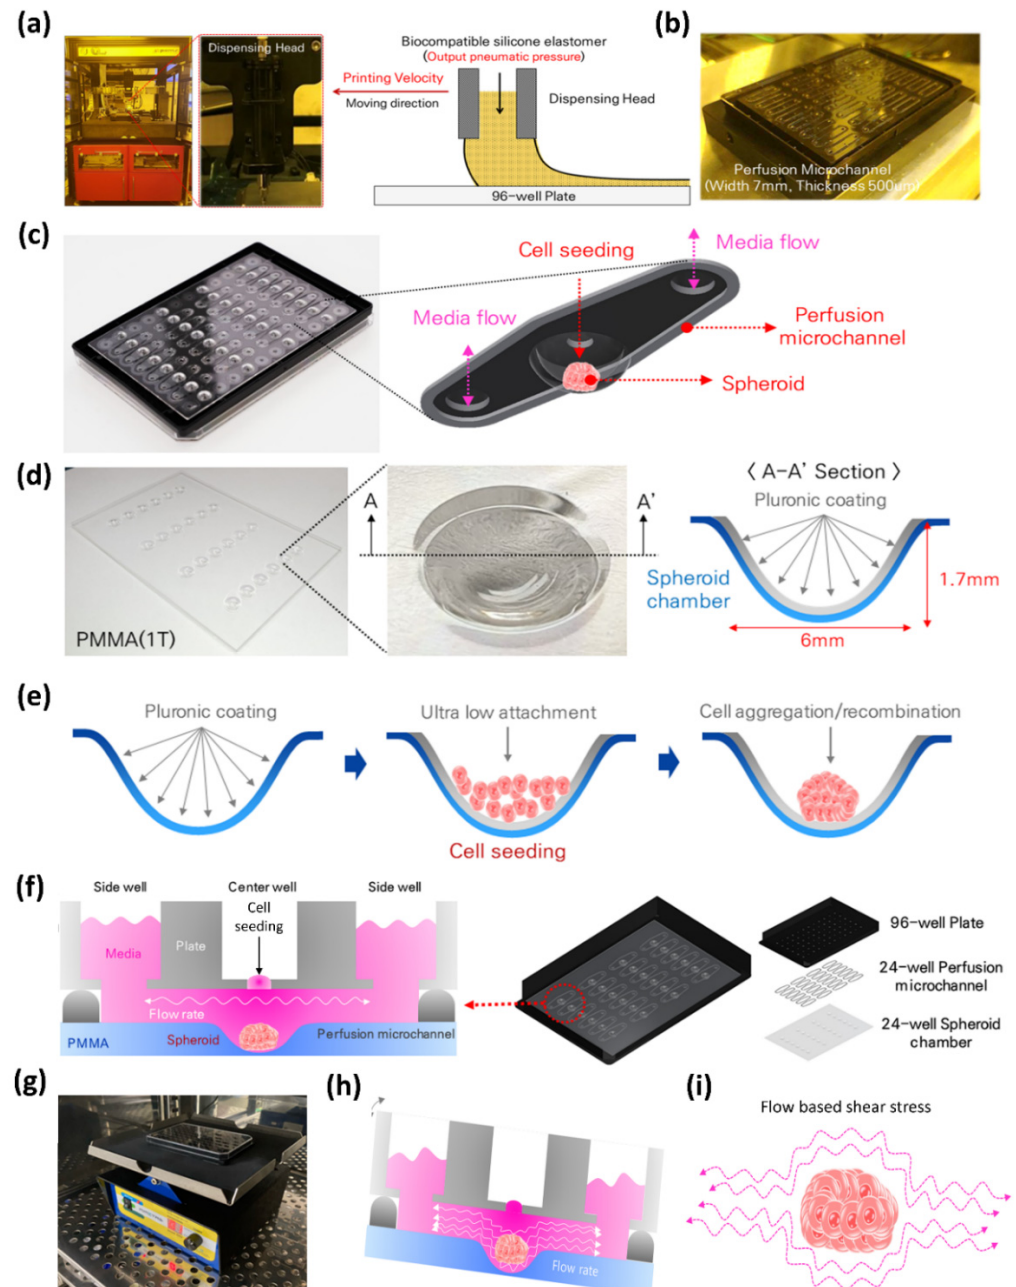 (a)
Dispensing Head
Biocompatible silicone elastomer
(Output pneumatic pressure)
Printing Velocity
Moving direction
Dispensing Head
96-well Plate
(b)
Perfusion Microchannel
(Width 7mm, Thickness 500um)
(c)
Cell seeding
Media flow
Media flow
Perfusion
microchannel
Spheroid
(d)
PMMA(1T)
A
A'
〈 A-A' Section 〉
Pluronic coating
Spheroid
chamber
1.7mm
6mm
(e)
Pluronic coating
Ultra low attachment
Cell aggregation/recombination
Cell seeding
(f)
Side well
Center well
Side well
Cell
seeding
Media
Plate
Flow rate
PMMA
Spheroid
Perfusion microchannel
96-well Plate
24-well Perfusion
microchannel
24-well Spheroid
chamber
(g)
(h)
Flow rate
(i)
Flow based shear stress